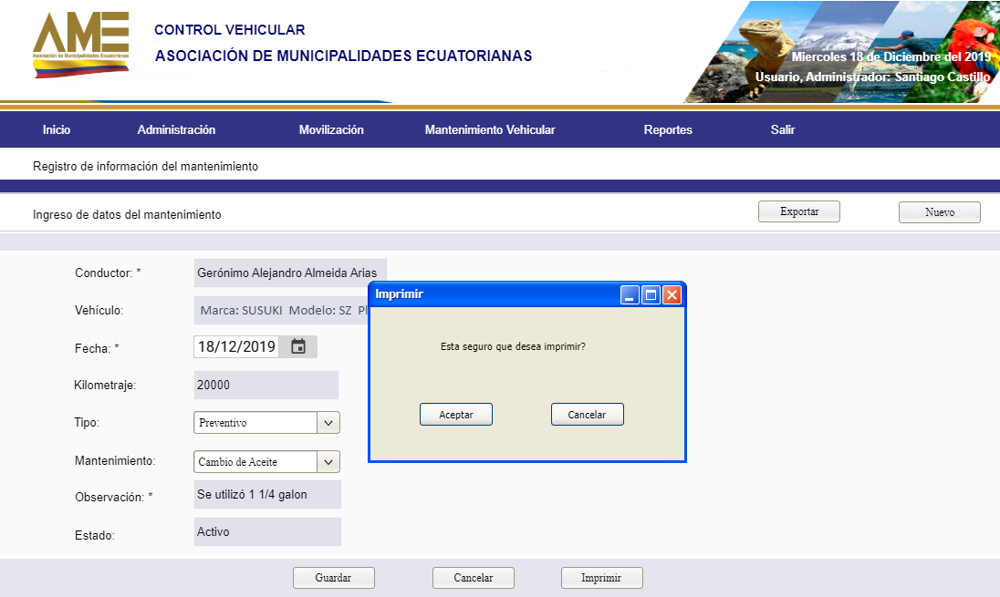 AME
Asociación de Municipalidades Ecuatorianas
CONTROL VEHICULAR
ASOCIACIÓN DE MUNICIPALIDADES ECUATORIANAS
Miercoles 18 de Diciembre del 2019
Usuario, Administrador: Santiago Castillo
Inicio Administración Movilización Mantenimiento Vehicular Reportes Salir
Registro de información del mantenimiento
Ingreso de datos del mantenimiento Exportar Nuevo
Conductor: * Gerónimo Alejandro Almeida Arias
Imprimir
Vehículo: Marca: SUSUKI Modelo: SZ Pl
Esta seguro que desea imprimir?
Fecha: * 18/12/2019
Kilometraje: 20000
Aceptar Cancelar
Tipo: Preventivo
Mantenimiento: Cambio de Aceite
Observación: * Se utilizó 1 1/4 galon
Estado: Activo
Guardar Cancelar Imprimir